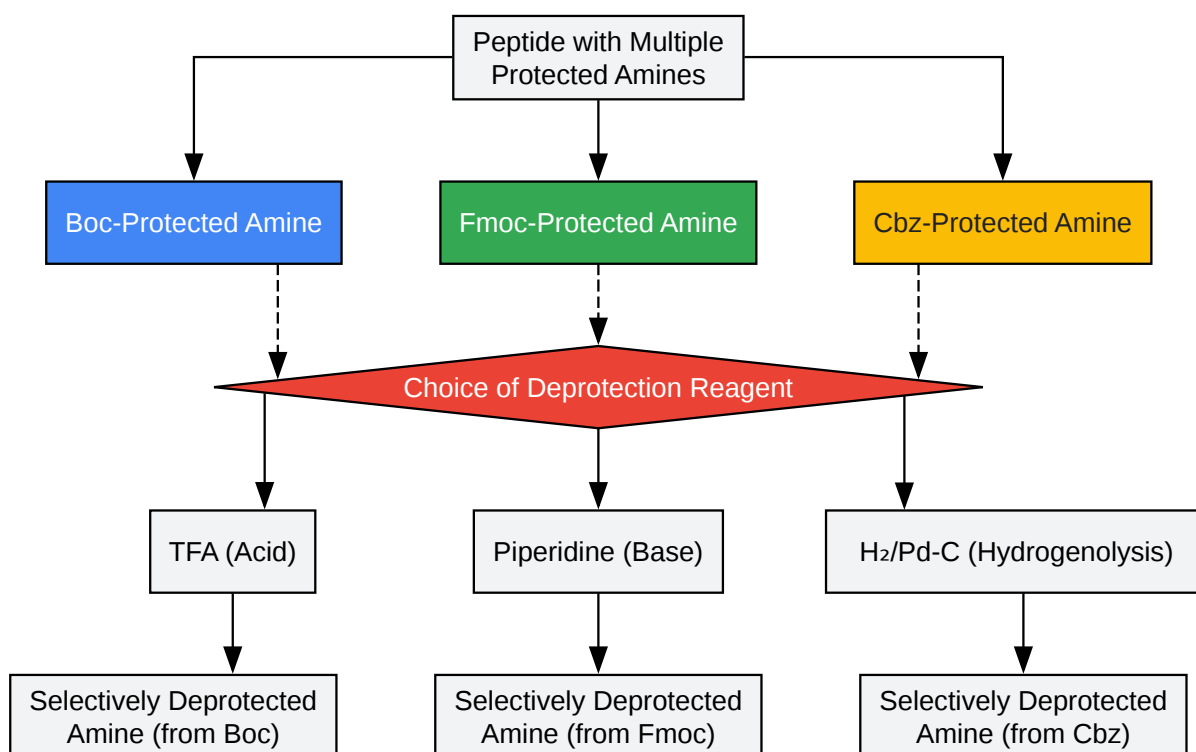 Peptide with Multiple
Protected Amines
Boc-Protected Amine
Fmoc-Protected Amine
Cbz-Protected Amine
Choice of Deprotection Reagent
TFA (Acid)
Piperidine (Base)
H₂/Pd-C (Hydrogenolysis)
Selectively Deprotected
Amine (from Boc)
Selectively Deprotected
Amine (from Fmoc)
Selectively Deprotected
Amine (from Cbz)